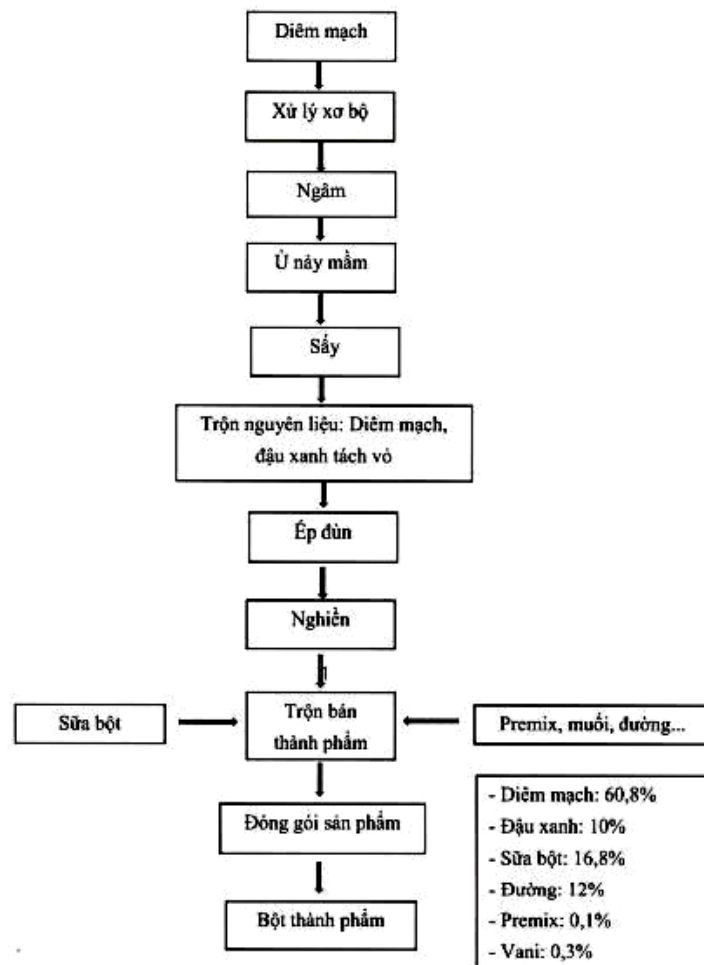 Diêm mạch
Xử lý xơ bộ
Ngâm
Ủ nảy mầm
Sấy
Trộn nguyên liệu: Diêm mạch,
đậu xanh tách vỏ
Ép đùn
Nghiền
Sữa bột
Trộn bán
thành phẩm
Premix, muối, đường...
Đóng gói sản phẩm
Bột thành phẩm
- Diêm mạch: 60,8%
- Đậu xanh: 10%
- Sữa bột: 16,8%
- Đường: 12%
- Premix: 0,1%
- Vani: 0,3%